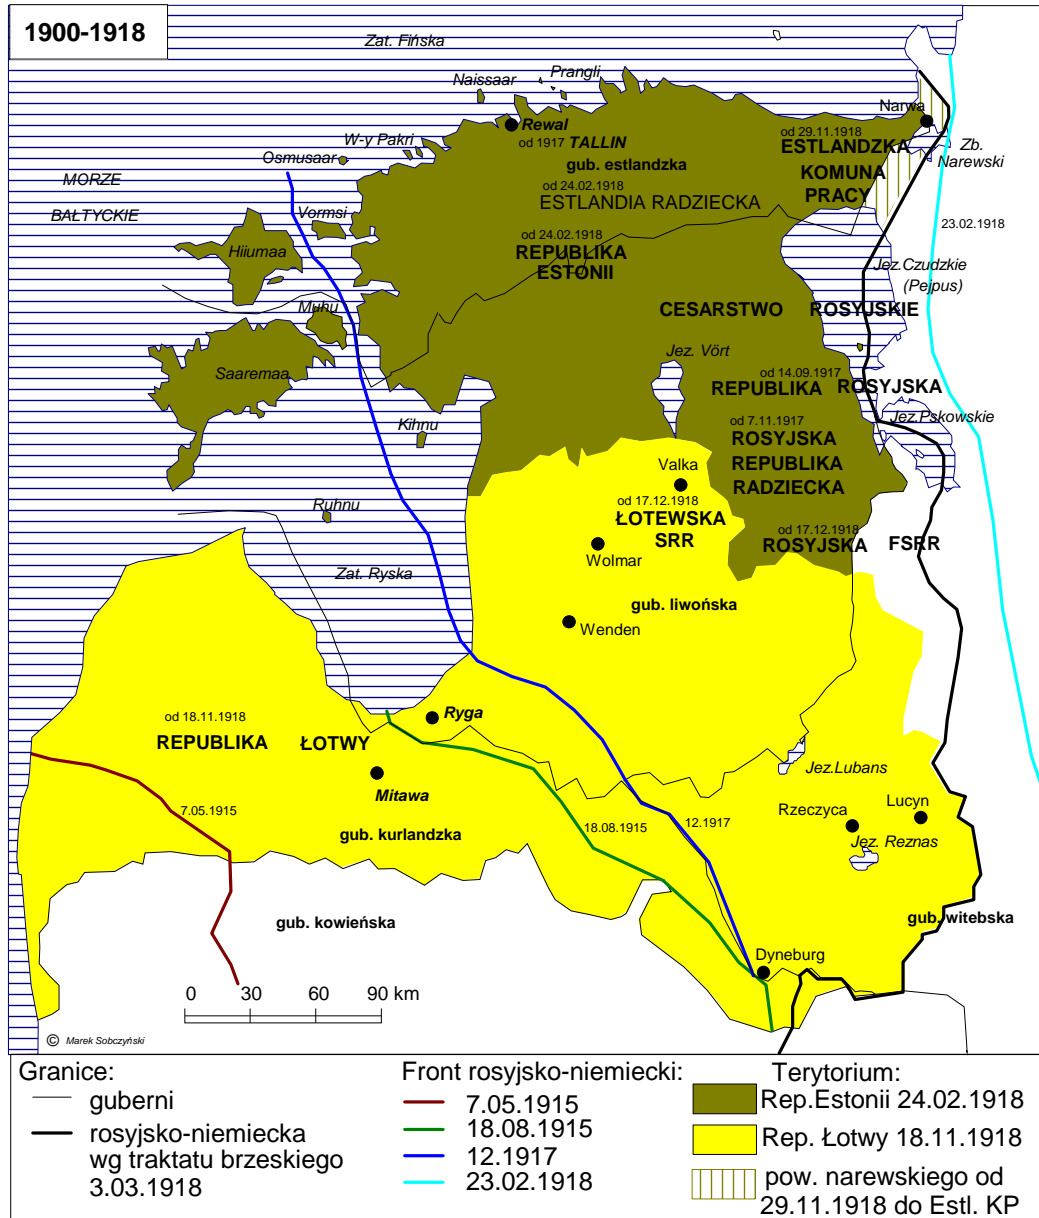 1900-1918
Zat. Fińska
Prangli
Naissaar
Narwa
Rewal
W-y Pakri
od 1917 TALLIN
od 29.11.1918
ESTLANDZKA
Zb.
Narewski
Osmusaar
gub. estlandzka
KOMUNA
PRACY
MORZE
BAŁTYCKIE
od 24.02.1918
ESTLANDIA RADZIECKA
Vormsi
23.02.1918
od 24.02.1918
REPUBLIKA
ESTONII
Hiiumaa
Jez.Czudzkie
(Pejpus)
Muhu
CESARSTWO ROSYJSKIE
Jez. Vört
Saaremaa
od 14.09.1917
REPUBLIKA ROSYJSKA
Kihnu
od 7.11.1917
ROSYJSKA
REPUBLIKA
RADZIECKA
Jez.Pskowskie
Valka
od 17.12.1918
ŁOTEWSKA
SRR
Ruhnu
od 17.12.1918
ROSYJSKA FSRR
Wolmar
Zat. Ryska
gub. liwońska
Wenden
Ryga
od 18.11.1918
REPUBLIKA ŁOTWY
Jez.Lubans
Mitawa
7.05.1915
Rzeczyca
Lucyn
gub. kurlandzka
18.08.1915
12.1917
Jez. Reznas
gub. kowieńska
gub. witebska
Dyneburg
0 30 60 90 km
© Marek Sobczyński
Granice:
guberni
rosyjsko-niemiecka
wg traktatu brzeskiego
3.03.1918
Front rosyjsko-niemiecki:
7.05.1915
18.08.1915
12.1917
23.02.1918
Terytorium:
Rep.Estonii 24.02.1918
Rep. Łotwy 18.11.1918
pow. narewskiego od
29.11.1918 do Estl. KP